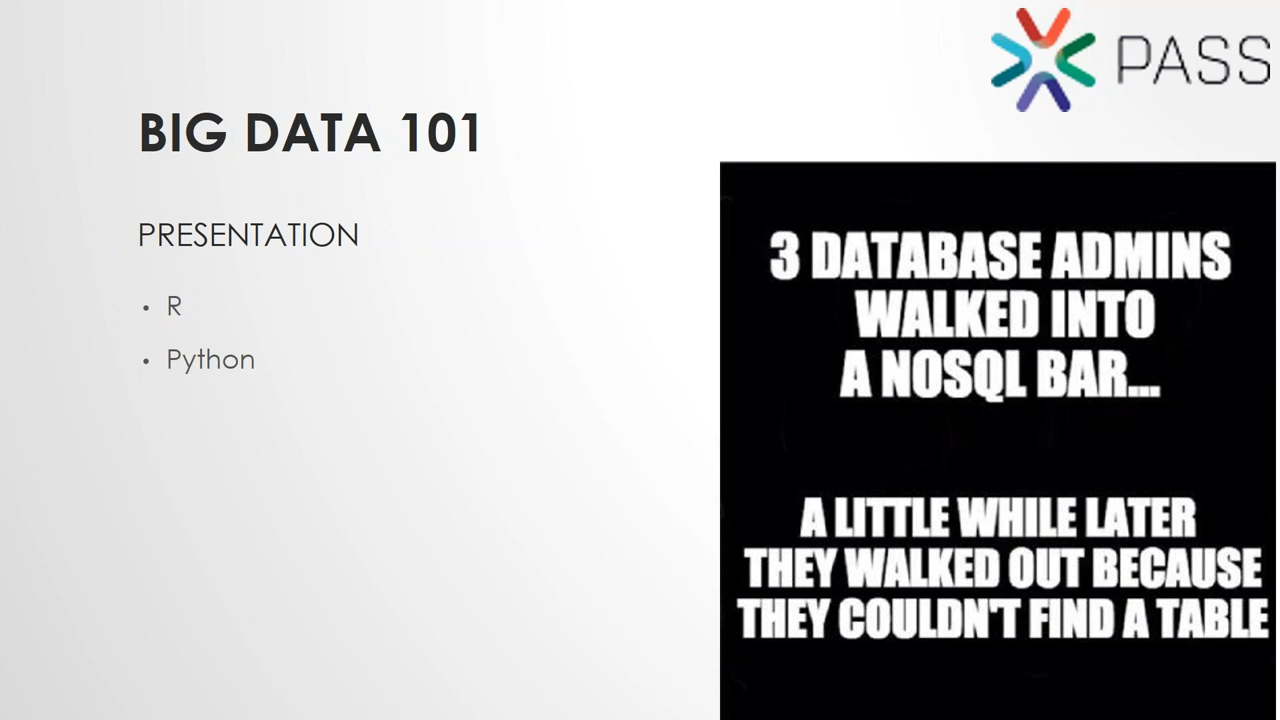 PASS
BIG DATA 101
PRESENTATION
• R
• Python
3 DATABASE ADMINS
WALKED INTO
A NOSQL BAR...
A LITTLE WHILE LATER
THEY WALKED OUT BECAUSE
THEY COULDN'T FIND A TABLE